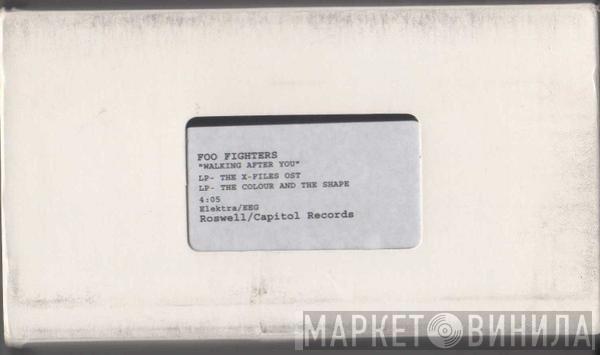 FOO FIGHTERS
"WALKING AFTER YOU"
LP- THE X-FILES OST
LP- THE COLOUR AND THE SHAPE
4:05
Elektra/EEG
Roswell/Capitol Records
МАРКЕТ ВИНИЛА